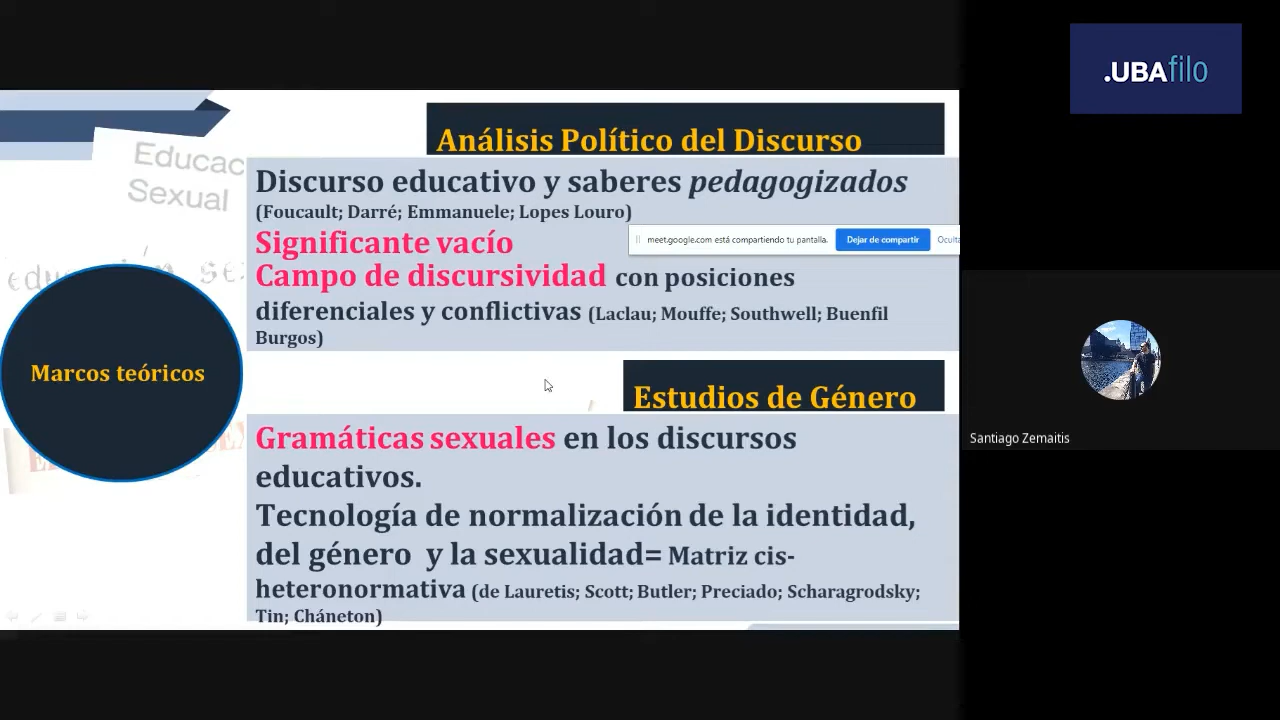 .UBAfilo
Análisis Político del Discurso
Educac
Sexual
Discurso educativo y saberes pedagogizados
(Foucault; Darré; Emmanuele; Lopes Louro)
Significante vacío
meet.google.com está compartiendo tu pantalla.
Dejar de compartir
Oculta
Campo de discursividad con posiciones
diferenciales y conflictivas (Laclau; Mouffe; Southwell; Buenfil
Burgos)
Marcos teóricos
Estudios de Género
Gramáticas sexuales en los discursos
educativos.
Tecnología de normalización de la identidad,
del género y la sexualidad= Matriz cis-
heteronormativa (de Lauretis; Scott; Butler; Preciado; Scharagrodsky;
Tin; Cháneton)
Santiago Zemaitis